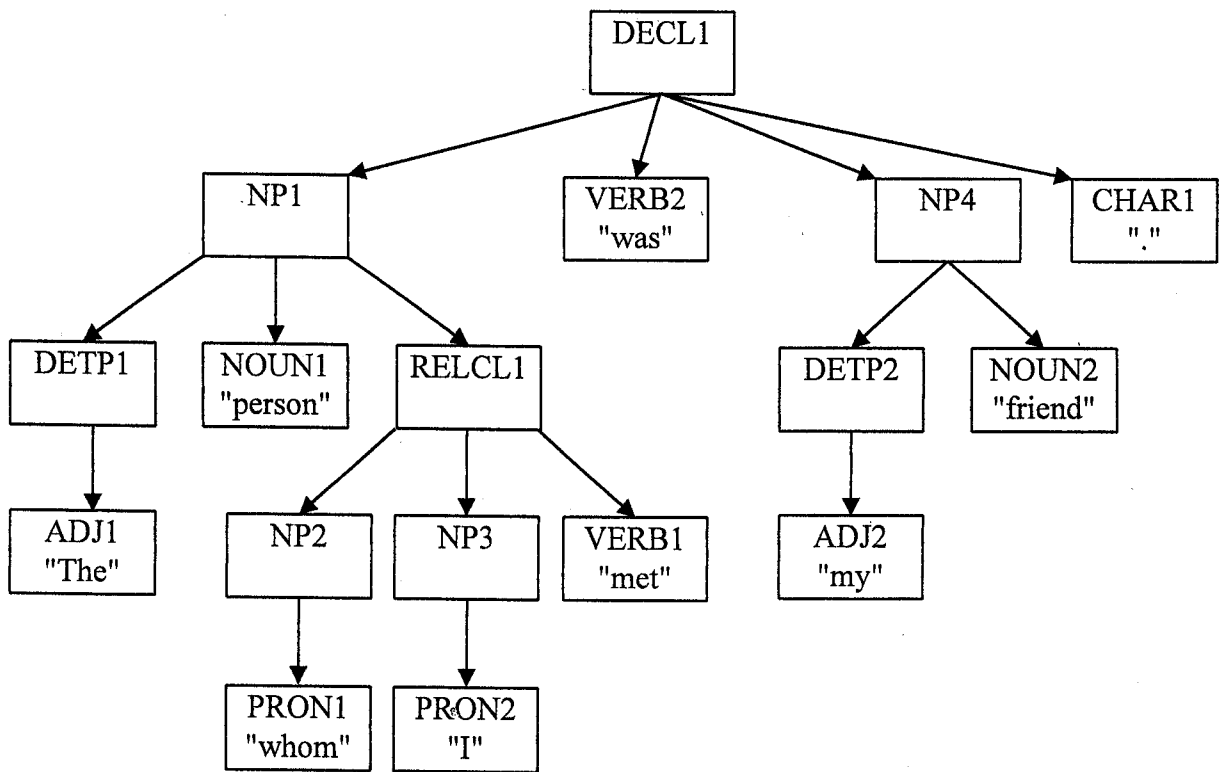 DECL1
NP1
VERB2
"was"
NP4
CHAR1
"."
DETP1
NOUN1
"person"
RELCL1
DETP2
NOUN2
"friend"
ADJ1
"The"
NP2
NP3
VERB1
"met"
ADJ2
"my"
PRON1
"whom"
PRON2
"I"